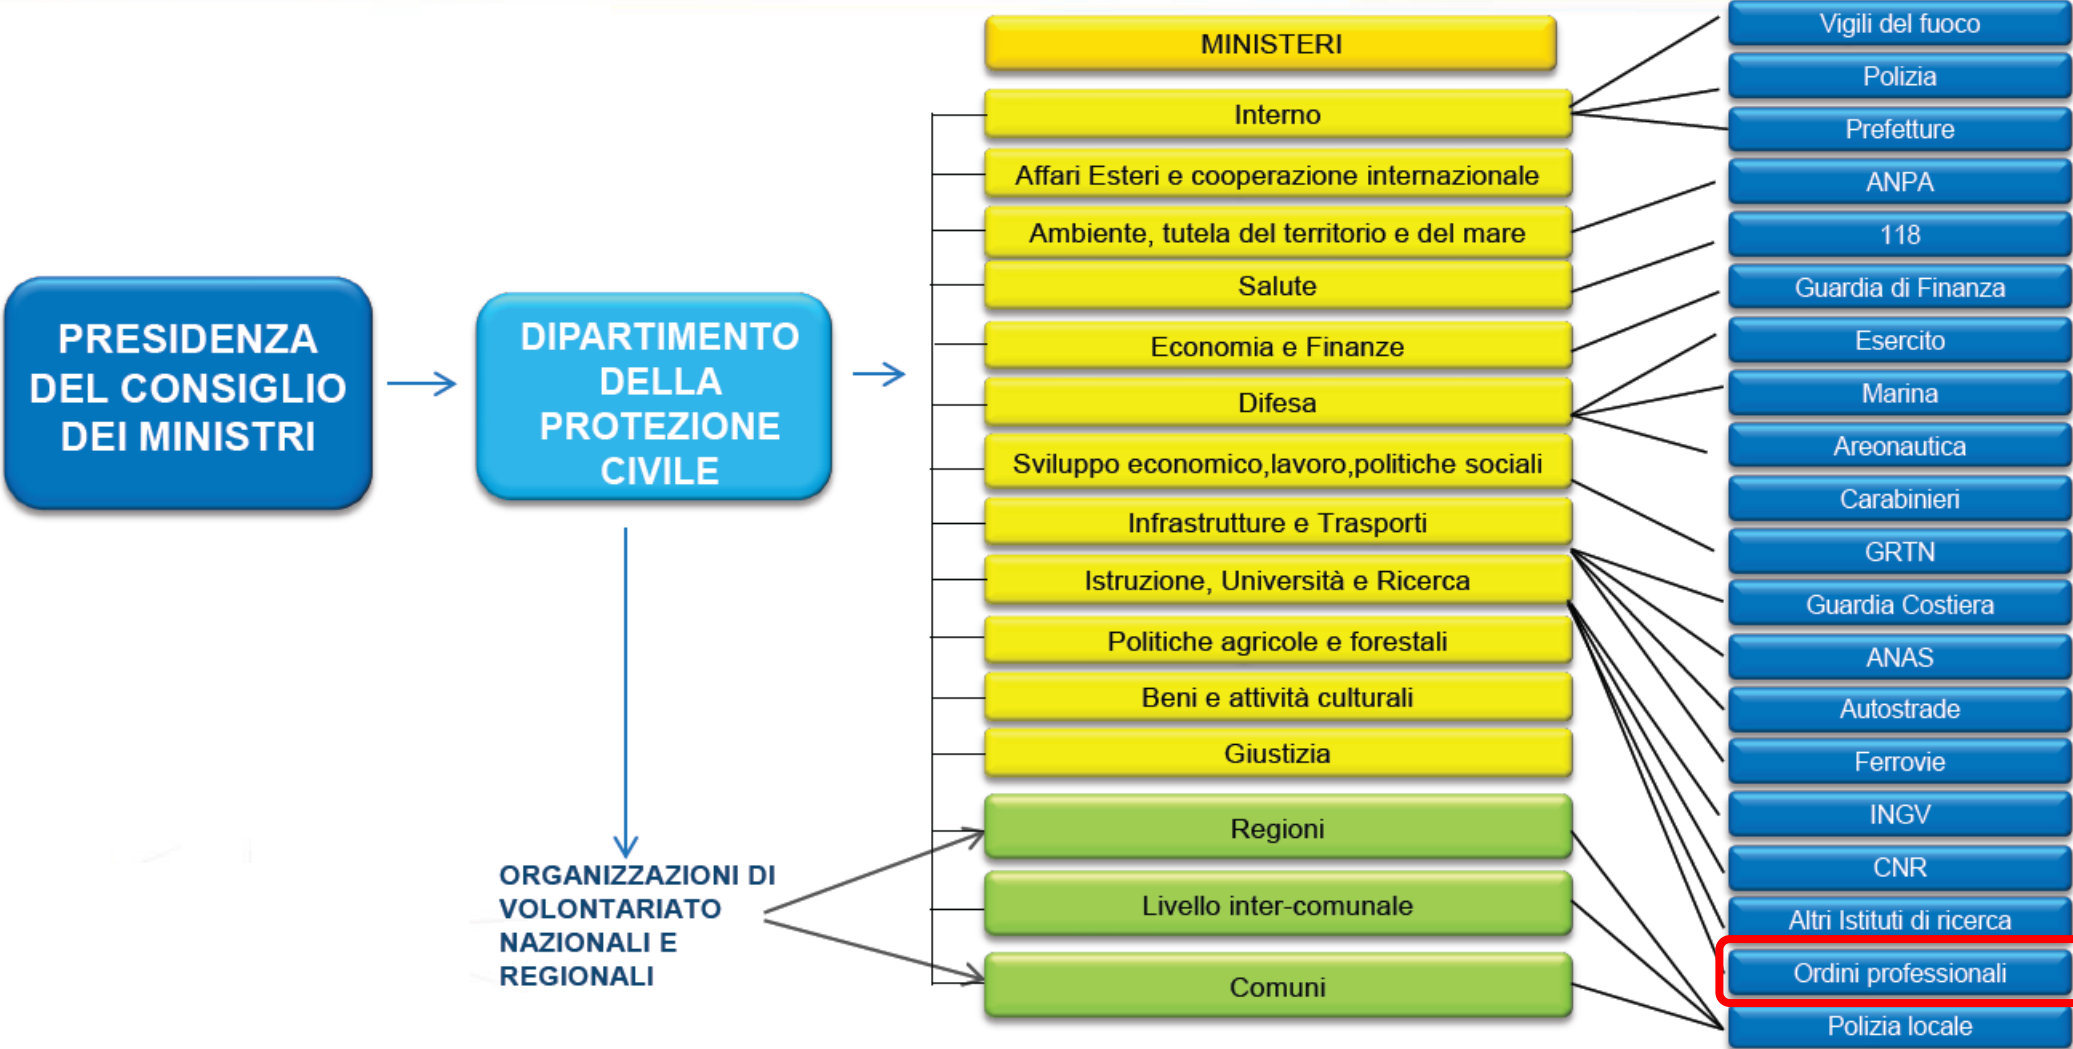 PRESIDENZA
DEL CONSIGLIO
DEI MINISTRI
DIPARTIMENTO
DELLA
PROTEZIONE
CIVILE
ORGANIZZAZIONI DI
VOLONTARIATO
NAZIONALI E
REGIONALI
MINISTERI
Interno
Affari Esteri e cooperazione internazionale
Ambiente, tutela del territorio e del mare
Salute
Economia e Finanze
Difesa
Sviluppo economico,lavoro,politiche sociali
Infrastrutture e Trasporti
Istruzione, Università e Ricerca
Politiche agricole e forestali
Beni e attività culturali
Giustizia
Regioni
Livello inter-comunale
Comuni
Vigili del fuoco
Polizia
Prefetture
ANPA
118
Guardia di Finanza
Esercito
Marina
Areonautica
Carabinieri
GRTN
Guardia Costiera
ANAS
Autostrade
Ferrovie
INGV
CNR
Altri Istituti di ricerca
Ordini professionali
Polizia locale